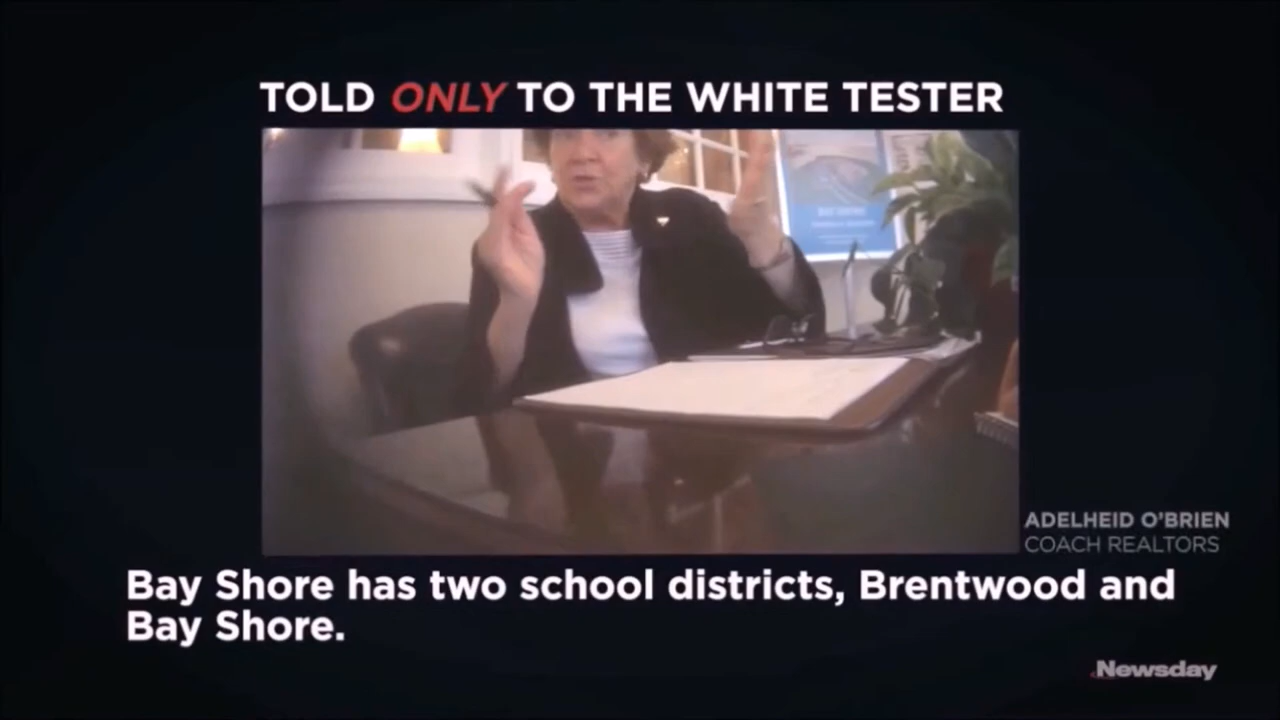 TOLD ONLY TO THE WHITE TESTER
ADELHEID O'BRIEN
COACH REALTORS
Bay Shore has two school districts, Brentwood and
Bay Shore.
Newsday